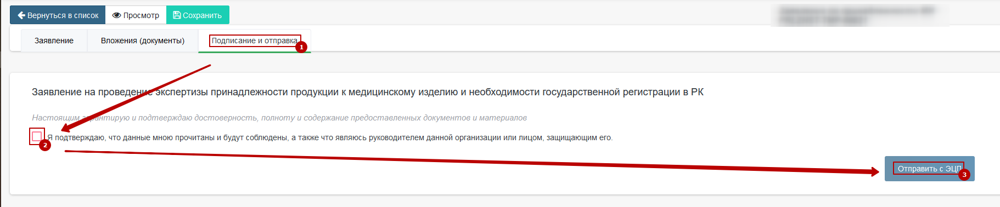 Вернуться в список Просмотр Сохранить
Заявление Вложения (документы) Подписание и отправка
1
Заявление на проведение экспертизы принадлежности продукции к медицинскому изделию и необходимости государственной регистрации в РК
Настоящим гарантирую и подтверждаю достоверность, полноту и содержание предоставленных документов и материалов
Я подтверждаю, что данные мною прочитаны и будут соблюдены, а также что являюсь руководителем данной организации или лицом, защищающим его.
2
Отправить с ЭЦП
3